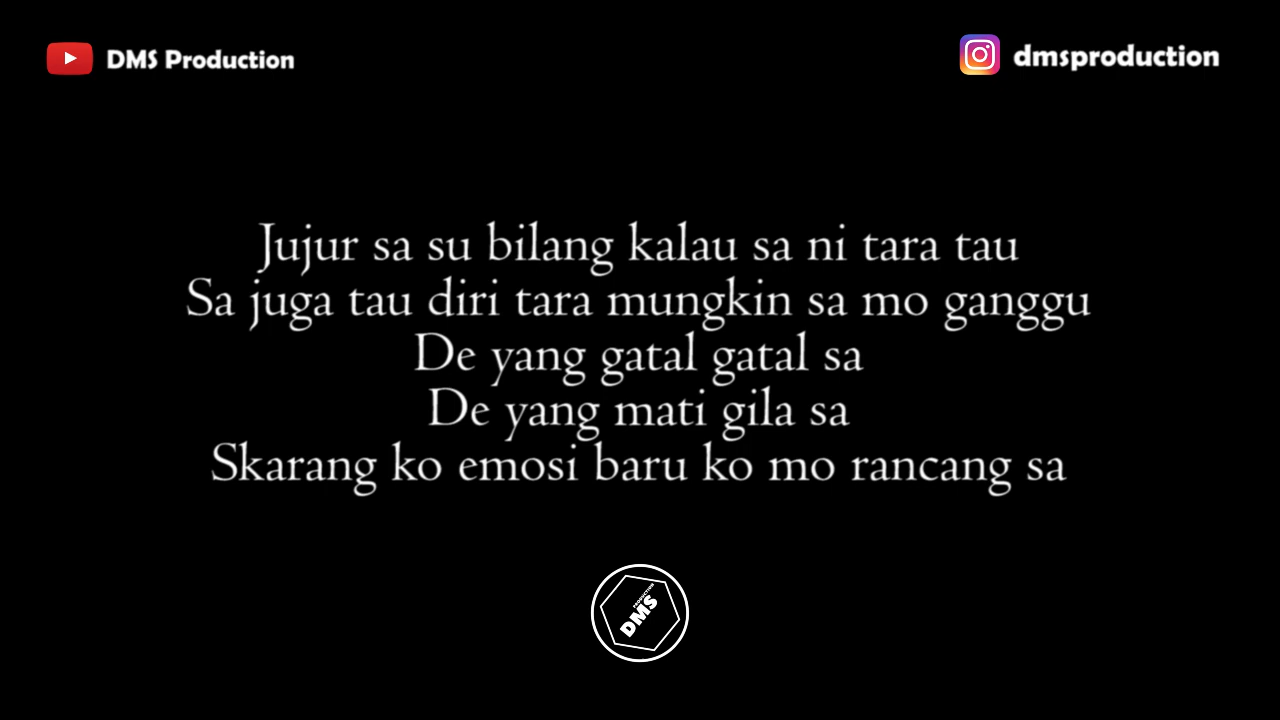 DMS Production
dmsproduction
Jujur sa su bilang kalau sa ni tara tau
Sa juga tau diri tara mungkin sa mo ganggu
De yang gatal gatal sa
De yang mati gila sa
Skarang ko emosi baru ko mo rancang sa
PRODUCTION
DMS